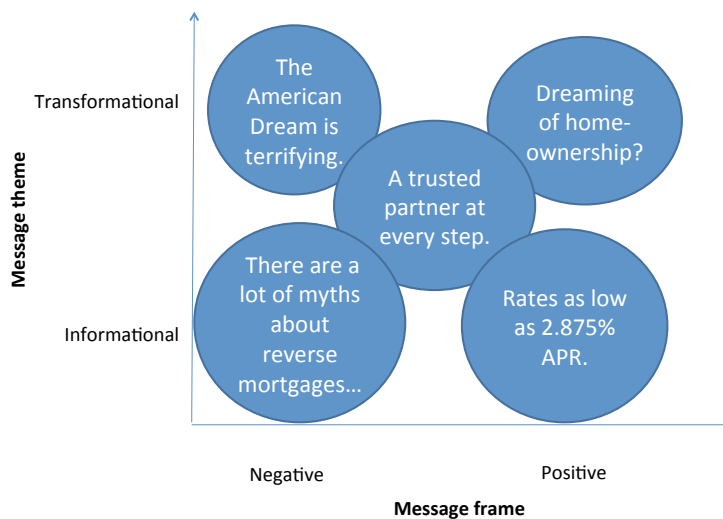 Transformational
Message theme
Informational
The
American
Dream is
terrifying.
Dreaming
of home-
ownership?
A trusted
partner at
every step.
There are a
lot of myths
about
reverse
mortgages…
Rates as low
as 2.875%
APR.
Negative
Positive
Message frame